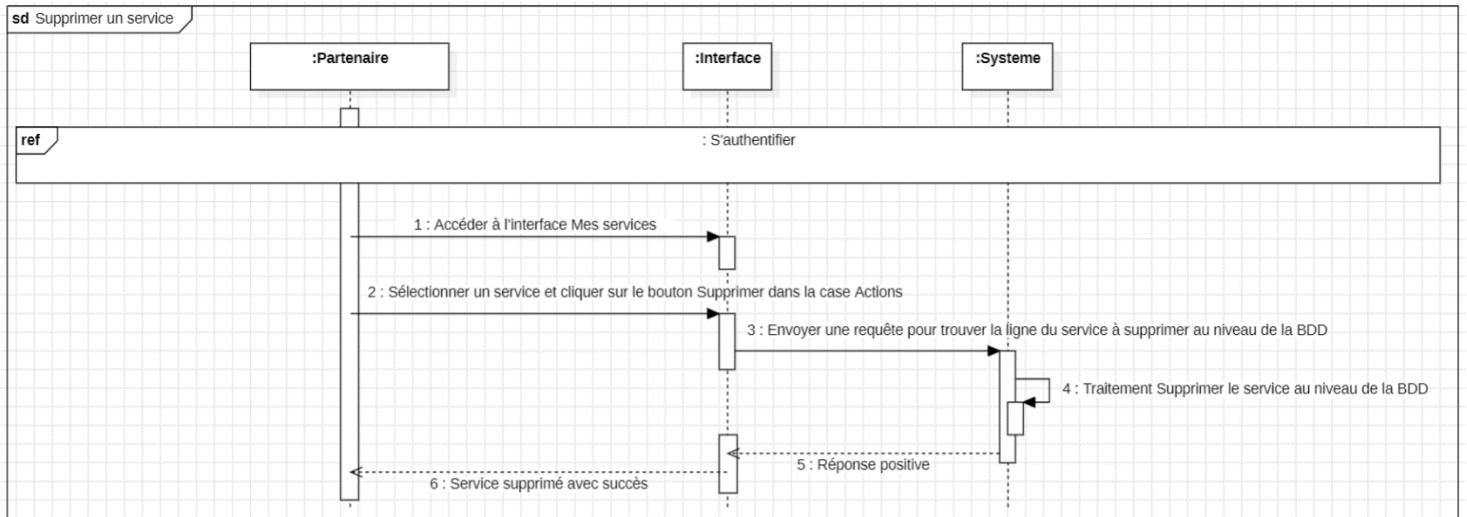 sd Supprimer un service
:Partenaire
:Interface
:Systeme
ref
: S'authentifier
1 : Accéder à l'interface Mes services
2 : Sélectionner un service et cliquer sur le bouton Supprimer dans la case Actions
3 : Envoyer une requête pour trouver la ligne du service à supprimer au niveau de la BDD
4 : Traitement Supprimer le service au niveau de la BDD
5 : Réponse positive
6 : Service supprimé avec succès